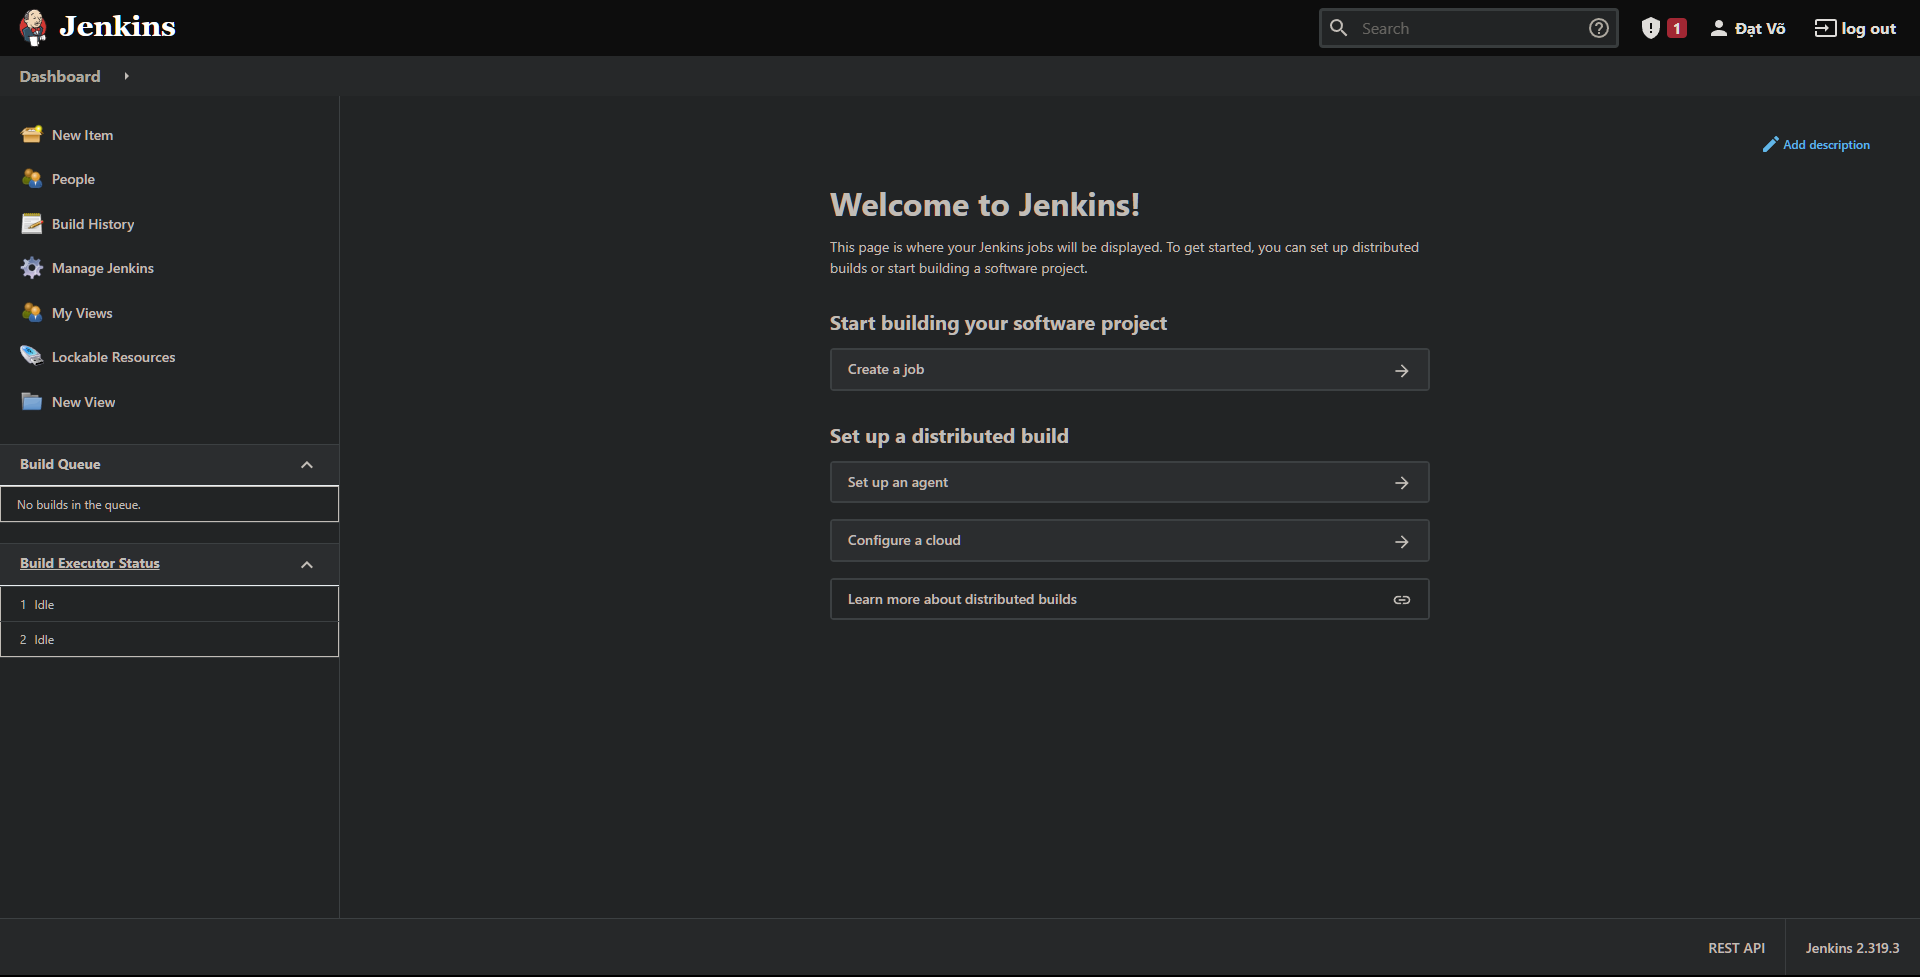 Jenkins
Search
1
Đạt Võ
log out
Dashboard
New Item
People
Build History
Manage Jenkins
My Views
Lockable Resources
New View
Build Queue
No builds in the queue.
Build Executor Status
1 Idle
2 Idle
Add description
Welcome to Jenkins!
This page is where your Jenkins jobs will be displayed. To get started, you can set up distributed
builds or start building a software project.
Start building your software project
Create a job
Set up a distributed build
Set up an agent
Configure a cloud
Learn more about distributed builds
REST API
Jenkins 2.319.3